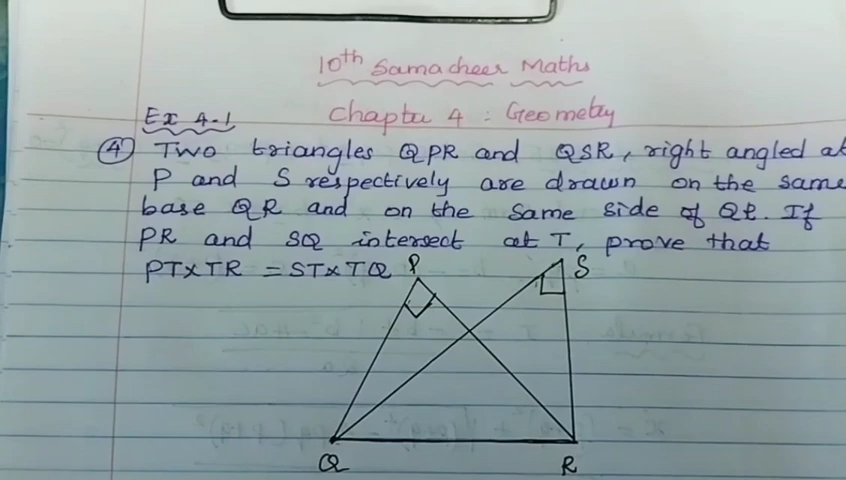 10th Samacheer Maths
Ex 4.1 Chapter 4 : Geometry
④ Two triangles QPR and QSR, right angled at
P and S respectively are drawn on the same
base QR and on the same side of QR. If
PR and SQ intersect at T, prove that
PT×TR = ST×TQ
P
S
Q
R